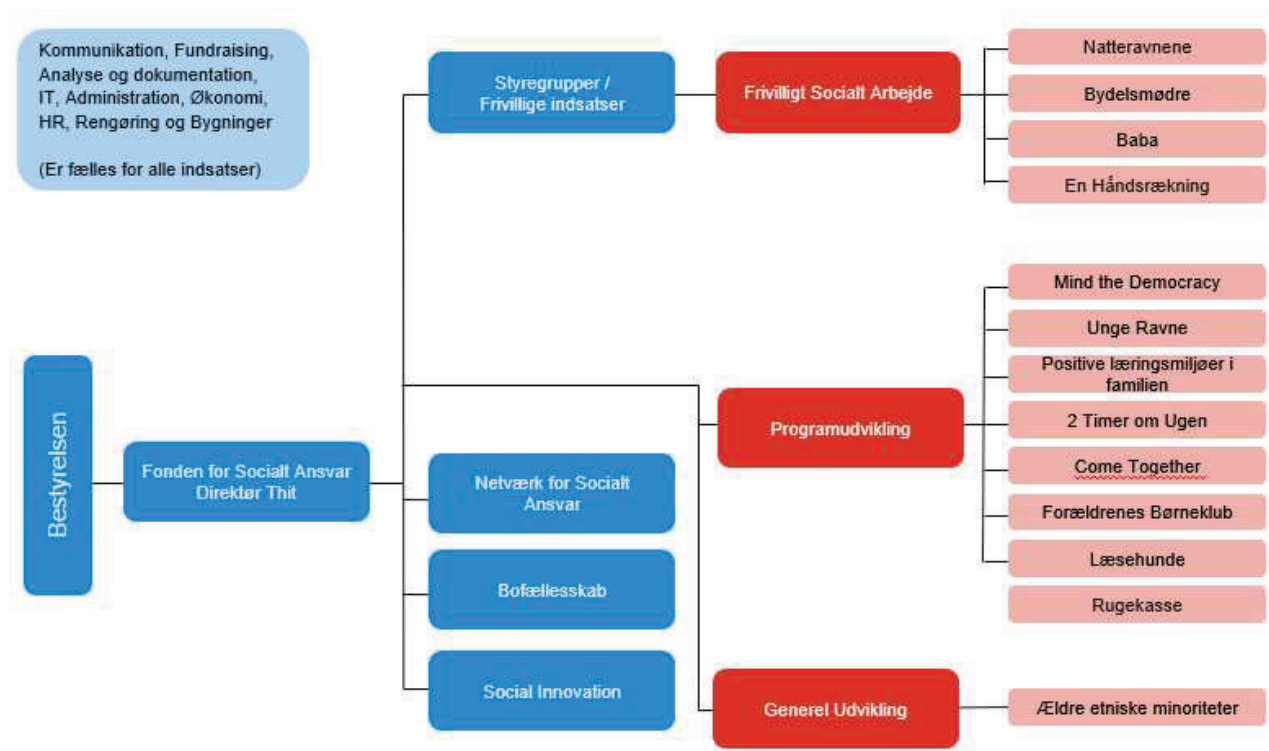 Kommunikation, Fundraising,
Analyse og dokumentation,
IT, Administration, Økonomi,
HR, Rengøring og Bygninger
(Er fælles for alle indsatser)
Bestyrelsen
Fonden for Socialt Ansvar
Direktør Thit
Styregrupper /
Frivillige indsatser
Netværk for Socialt
Ansvar
Bofællesskab
Social Innovation
Frivilligt Socialt Arbejde
Natteravnene
Bydelsmødre
Baba
En Håndsrækning
Programudvikling
Mind the Democracy
Unge Ravne
Positive læringsmiljøer i
familien
2 Timer om Ugen
Come Together
Forældrenes Børneklub
Læsehunde
Rugekasse
Generel Udvikling
Ældre etniske minoriteter